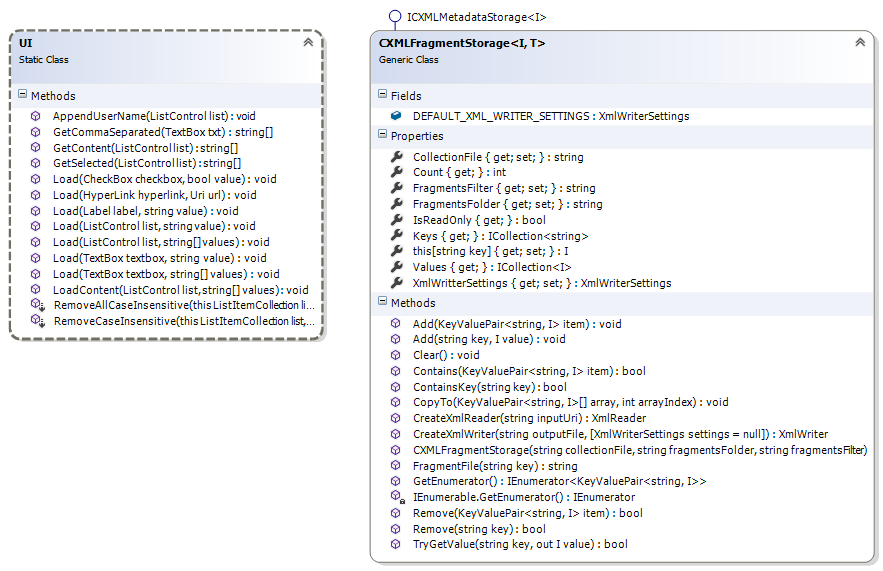 UI
Static Class
Methods
AppendUserName(ListControl list) : void
GetCommaSeparated(TextBox txt) : string[]
GetContent(ListControl list) : string[]
GetSelected(ListControl list) : string[]
Load(CheckBox checkbox, bool value) : void
Load(HyperLink hyperlink, Uri url) : void
Load(Label label, string value) : void
Load(ListControl list, string value) : void
Load(ListControl list, string[] values) : void
Load(TextBox textbox, string value) : void
Load(TextBox textbox, string[] values) : void
LoadContent(ListControl list, string[] values) : void
RemoveAllCaseInsensitive(this ListItemCollection li...
RemoveCaseInsensitive(this ListItemCollection list,...
ICXMLMetadataStorage<I>
CXMLFragmentStorage<I, T>
Generic Class
Fields
DEFAULT_XML_WRITER_SETTINGS : XmlWriterSettings
Properties
CollectionFile { get; set; } : string
Count { get; } : int
FragmentsFilter { get; set; } : string
FragmentsFolder { get; set; } : string
IsReadOnly { get; } : bool
Keys { get; } : ICollection<string>
this[string key] { get; set; } : I
Values { get; } : ICollection<I>
XmlWritterSettings { get; set; } : XmlWriterSettings
Methods
Add(KeyValuePair<string, I> item) : void
Add(string key, I value) : void
Clear() : void
Contains(KeyValuePair<string, I> item) : bool
ContainsKey(string key) : bool
CopyTo(KeyValuePair<string, I>[] array, int arrayIndex) : void
CreateXmlReader(string inputUri) : XmlReader
CreateXmlWriter(string outputFile, [XmlWriterSettings settings = null]) : XmlWriter
CXMLFragmentStorage(string collectionFile, string fragmentsFolder, string fragmentsFilter)
FragmentFile(string key) : string
GetEnumerator() : IEnumerator<KeyValuePair<string, I>>
IEnumerable.GetEnumerator() : IEnumerator
Remove(KeyValuePair<string, I> item) : bool
Remove(string key) : bool
TryGetValue(string key, out I value) : bool